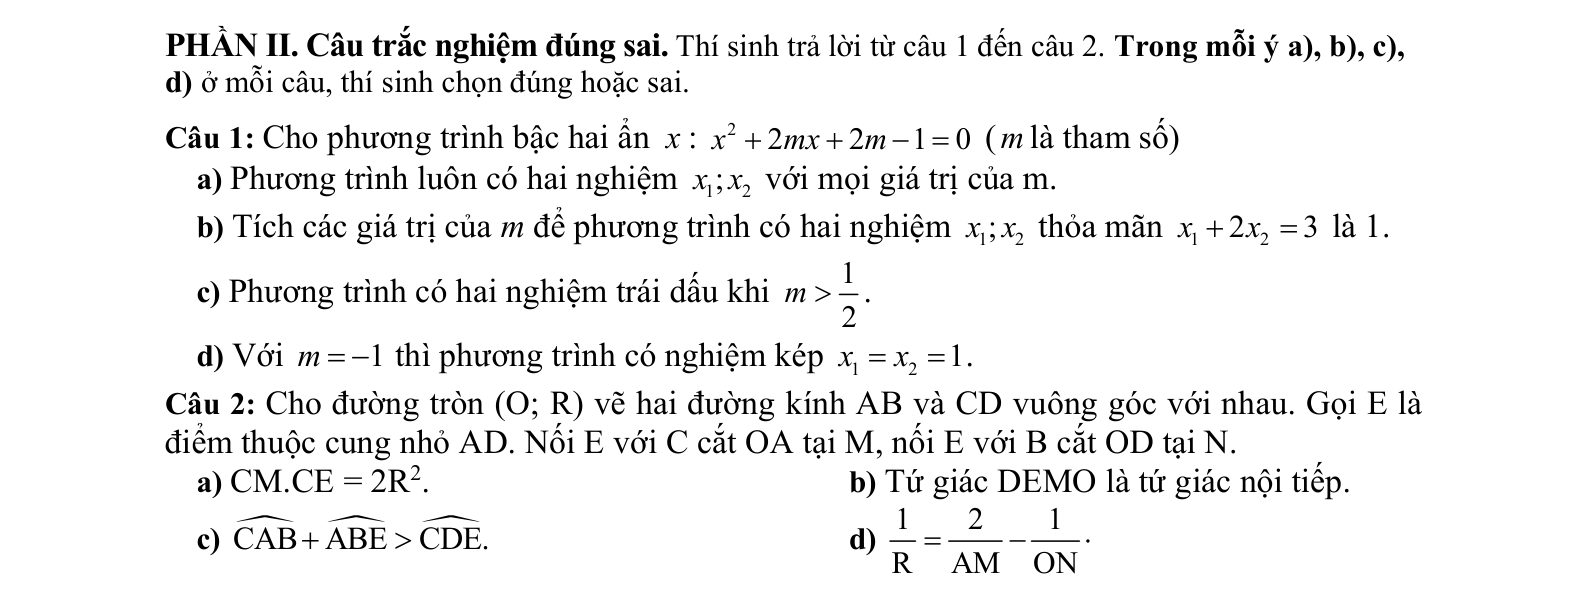 PHẦN II. Câu trắc nghiệm đúng sai. Thí sinh trả lời từ câu 1 đến câu 2. Trong mỗi ý a), b), c),
d) ở mỗi câu, thí sinh chọn đúng hoặc sai.
Câu 1: Cho phương trình bậc hai ẩn x : x² + 2mx + 2m − 1 = 0 ( m là tham số)
a) Phương trình luôn có hai nghiệm x₁; x₂ với mọi giá trị của m.
b) Tích các giá trị của m để phương trình có hai nghiệm x₁; x₂ thỏa mãn x₁ + 2x₂ = 3 là 1.
c) Phương trình có hai nghiệm trái dấu khi m > 1/2.
d) Với m = −1 thì phương trình có nghiệm kép x₁ = x₂ = 1.
Câu 2: Cho đường tròn (O; R) vẽ hai đường kính AB và CD vuông góc với nhau. Gọi E là
điểm thuộc cung nhỏ AD. Nối E với C cắt OA tại M, nối E với B cắt OD tại N.
a) CM.CE = 2R². b) Tứ giác DEMO là tứ giác nội tiếp.
c) \widehat{CAB} + \widehat{ABE} > \widehat{CDE}. d) 1/R = 2/AM − 1/ON.